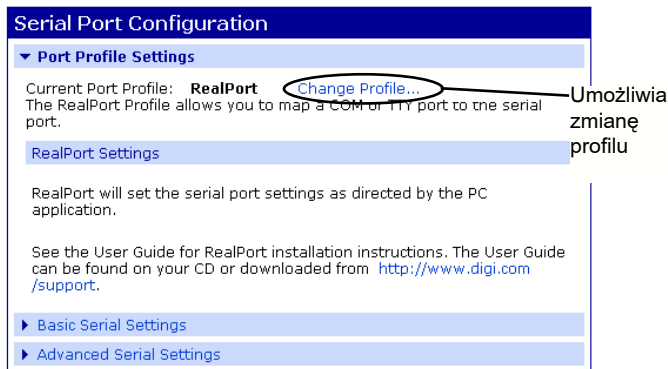 Serial Port Configuration
Port Profile Settings
Current Port Profile: RealPort Change Profile...
The RealPort Profile allows you to map a COM or TTY port to the serial
port.
RealPort Settings
RealPort will set the serial port settings as directed by the PC
application.
See the User Guide for RealPort installation instructions. The User Guide
can be found on your CD or downloaded from http://www.digi.com
/support.
Basic Serial Settings
Advanced Serial Settings
Umożliwia
zmianę
profilu